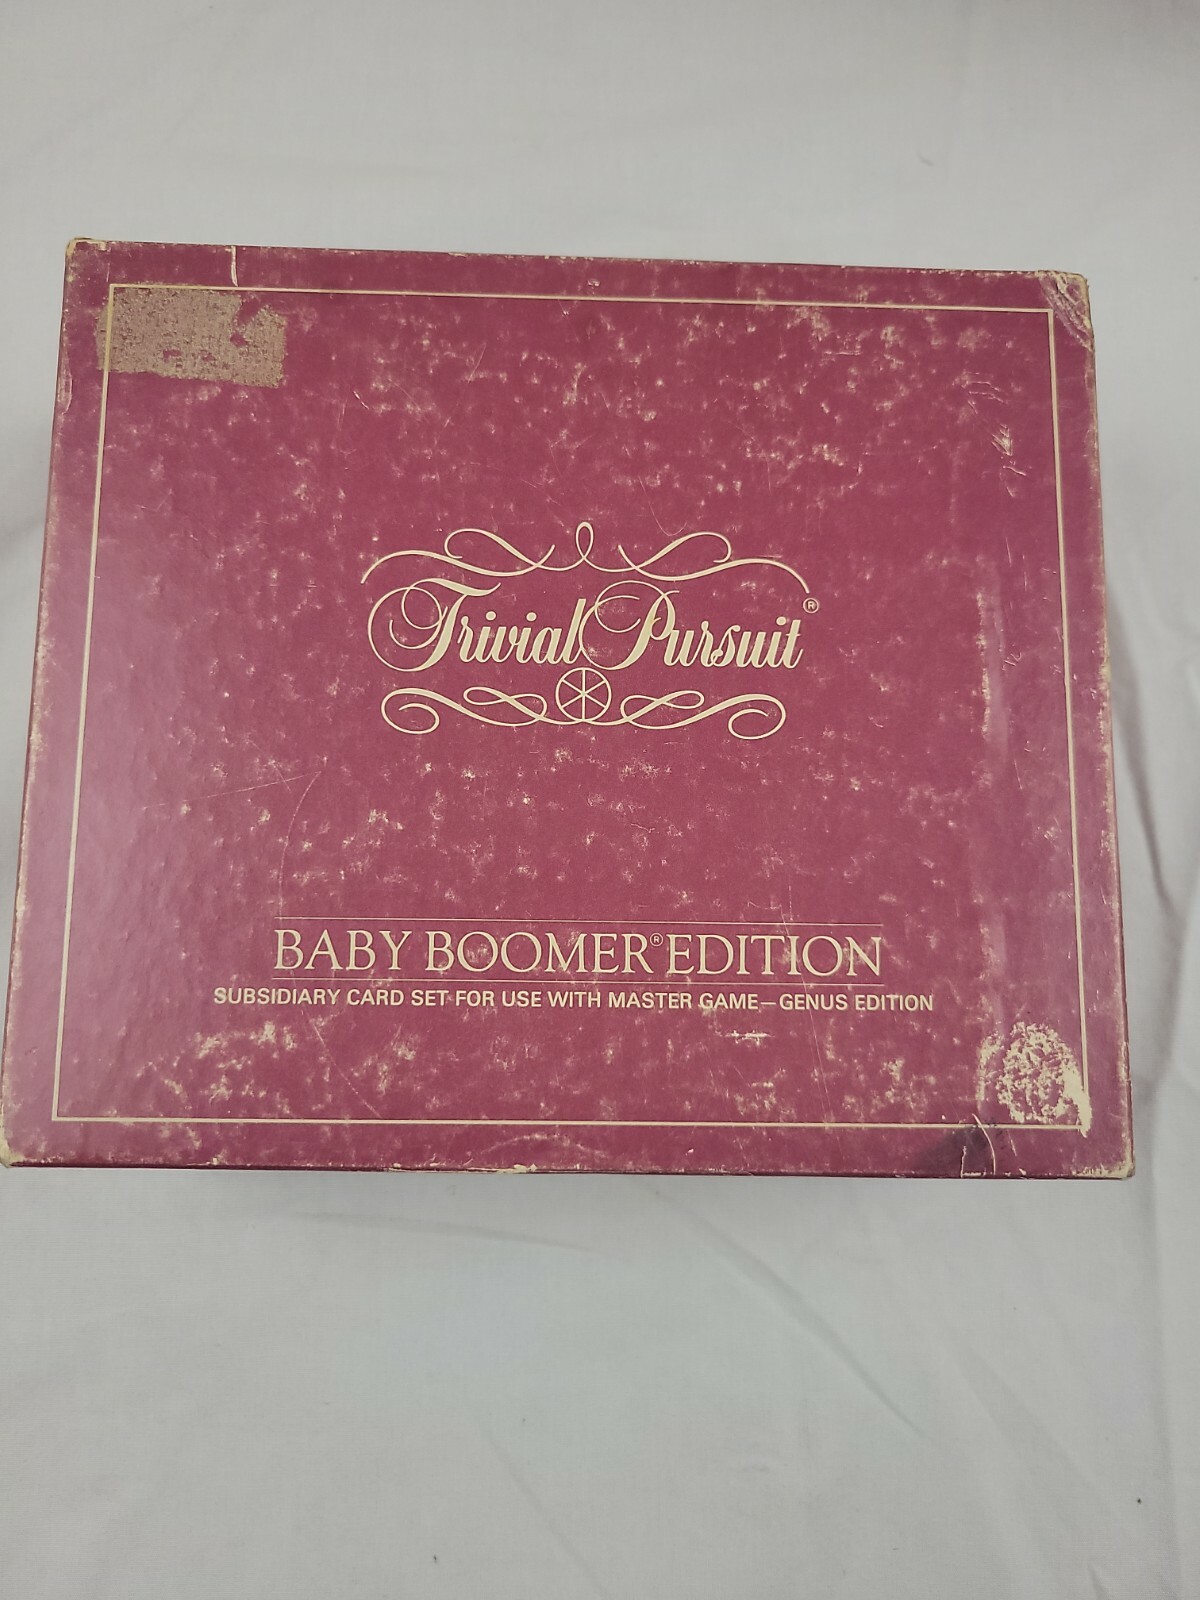 Trivial Pursuit®
BABY BOOMER® EDITION
SUBSIDIARY CARD SET FOR USE WITH MASTER GAME—GENUS EDITION